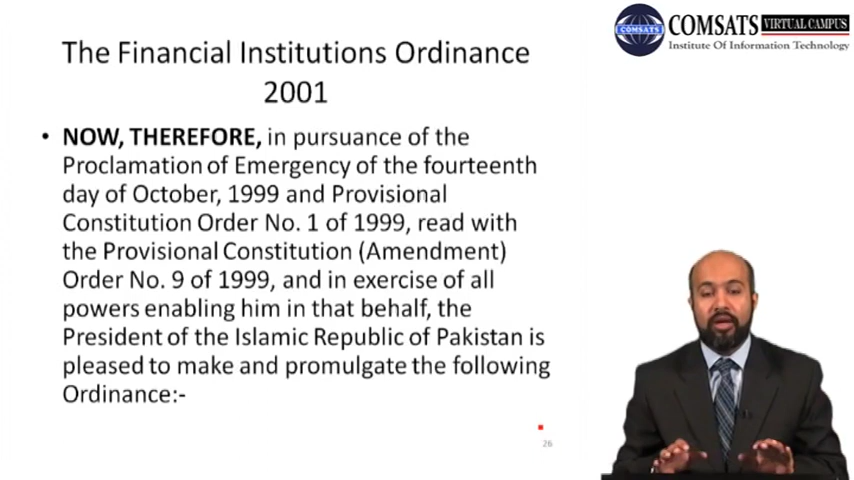 COMSATS VIRTUAL CAMPUS
COMSATS Institute Of Information Technology
The Financial Institutions Ordinance
2001
• NOW, THEREFORE, in pursuance of the
Proclamation of Emergency of the fourteenth
day of October, 1999 and Provisional
Constitution Order No. 1 of 1999, read with
the Provisional Constitution (Amendment)
Order No. 9 of 1999, and in exercise of all
powers enabling him in that behalf, the
President of the Islamic Republic of Pakistan is
pleased to make and promulgate the following
Ordinance:-
26